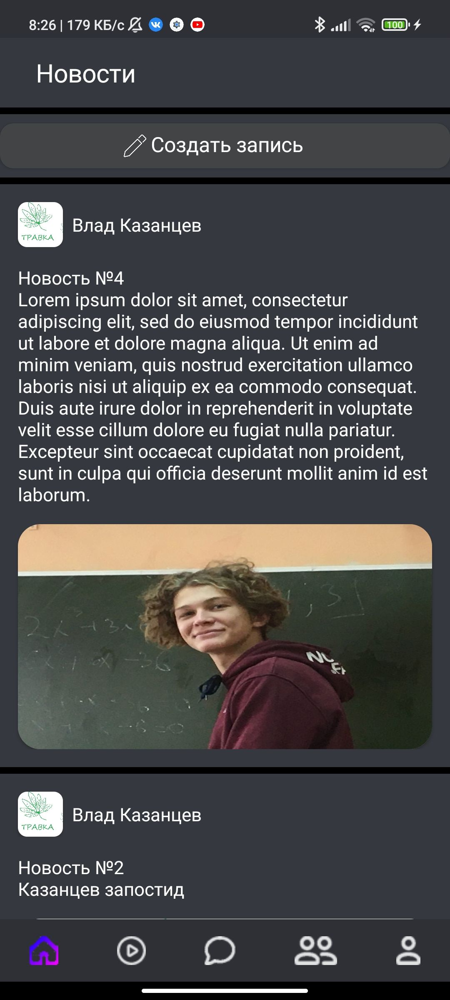 8:26 | 179 КБ/с
100
Новости
Создать запись
ТРАВКА
Влад Казанцев
Новость №4
Lorem ipsum dolor sit amet, consectetur
adipiscing elit, sed do eiusmod tempor incididunt
ut labore et dolore magna aliqua. Ut enim ad
minim veniam, quis nostrud exercitation ullamco
laboris nisi ut aliquip ex ea commodo consequat.
Duis aute irure dolor in reprehenderit in voluptate
velit esse cillum dolore eu fugiat nulla pariatur.
Excepteur sint occaecat cupidatat non proident,
sunt in culpa qui officia deserunt mollit anim id est
laborum.
ТРАВКА
Влад Казанцев
Новость №2
Казанцев запостид